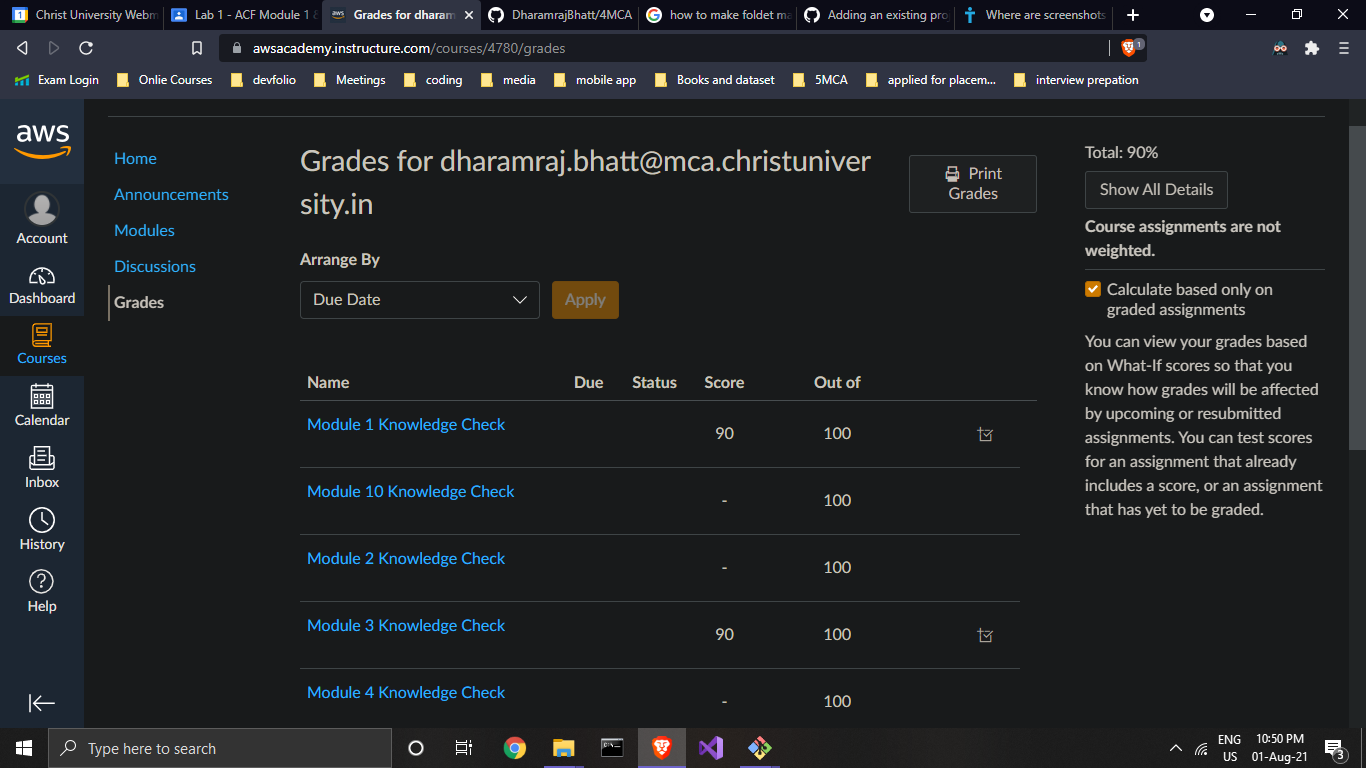 Christ University Webm
Lab 1 - ACF Module 1 &
Grades for dharam
DharamrajBhatt/4MCA
how to make foldet ma
Adding an existing pro
Where are screenshots
awsacademy.instructure.com/courses/4780/grades
1
Exam Login
Onlie Courses
devfolio
Meetings
coding
media
mobile app
Books and dataset
5MCA
applied for placem...
interview prepation
aws
Account
Dashboard
Courses
Calendar
Inbox
History
Help
Home
Announcements
Modules
Discussions
Grades
Grades for dharamraj.bhatt@mca.christuniver
sity.in
Print
Grades
Arrange By
Due Date
Apply
Name Due Status Score Out of
Module 1 Knowledge Check 90 100
Module 10 Knowledge Check - 100
Module 2 Knowledge Check - 100
Module 3 Knowledge Check 90 100
Module 4 Knowledge Check - 100
Total: 90%
Show All Details
Course assignments are not
weighted.
Calculate based only on
graded assignments
You can view your grades based
on What-If scores so that you
know how grades will be affected
by upcoming or resubmitted
assignments. You can test scores
for an assignment that already
includes a score, or an assignment
that has yet to be graded.
Type here to search
ENG
US
10:50 PM
01-Aug-21
3